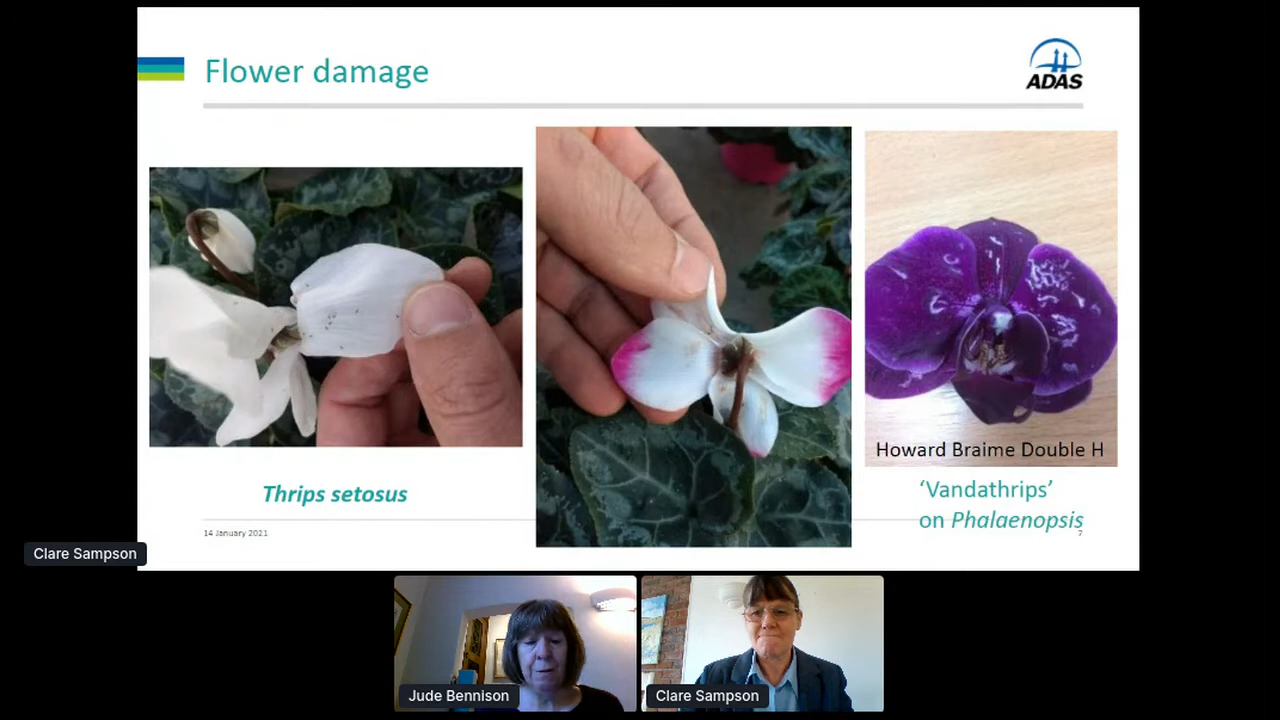 Flower damage
ADAS
Howard Braime Double H
Thrips setosus
‘Vandathrips’
on Phalaenopsis
14 January 2021
7
Clare Sampson
Jude Bennison
Clare Sampson